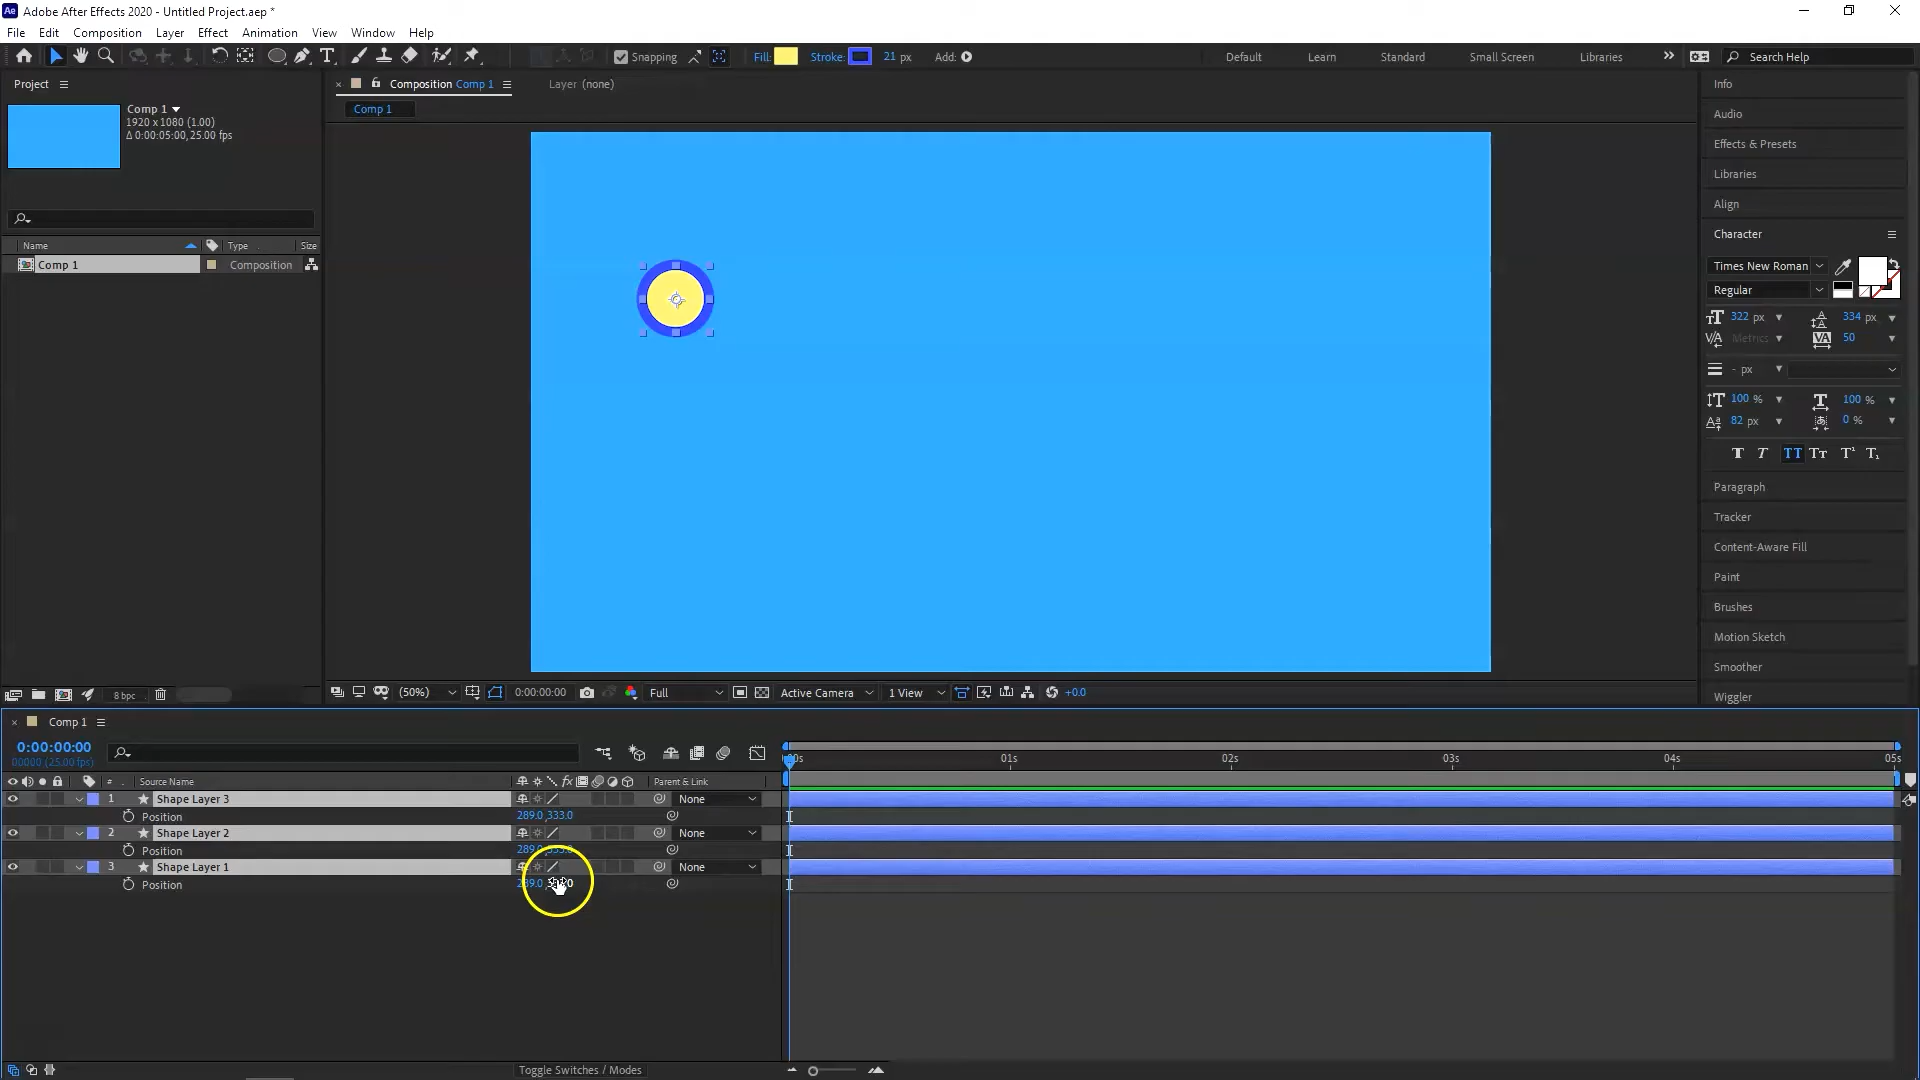 Ae Adobe After Effects 2020 - Untitled Project.aep *
File Edit Composition Layer Effect Animation View Window Help
Snapping Fill: Stroke: 21 px Add: Default Learn Standard Small Screen Libraries Search Help
Project
Comp 1
1920 x 1080 (1.00)
Δ 0:00:05:00, 25.00 fps
Name Type Size
Comp 1 Composition
8 bpc
Composition Comp 1 Layer (none)
Comp 1
(50%) 0:00:00:00 Full Active Camera 1 View +0.0
Info
Audio
Effects & Presets
Libraries
Align
Character
Times New Roman
Regular
322 px 334 px
Metrics 50
- px
100 % 100 %
82 px 0 %
T T TT Tт T¹ T₁
Paragraph
Tracker
Content-Aware Fill
Paint
Brushes
Motion Sketch
Smoother
Wiggler
Comp 1
0:00:00:00
00000 (25.00 fps)
:00s 01s 02s 03s 04s 05s
# Source Name fx Parent & Link
1 Shape Layer 3 None
Position 289.0, 333.0
2 Shape Layer 2 None
Position 289.0,
3 Shape Layer 1 None
Position
Toggle Switches / Modes